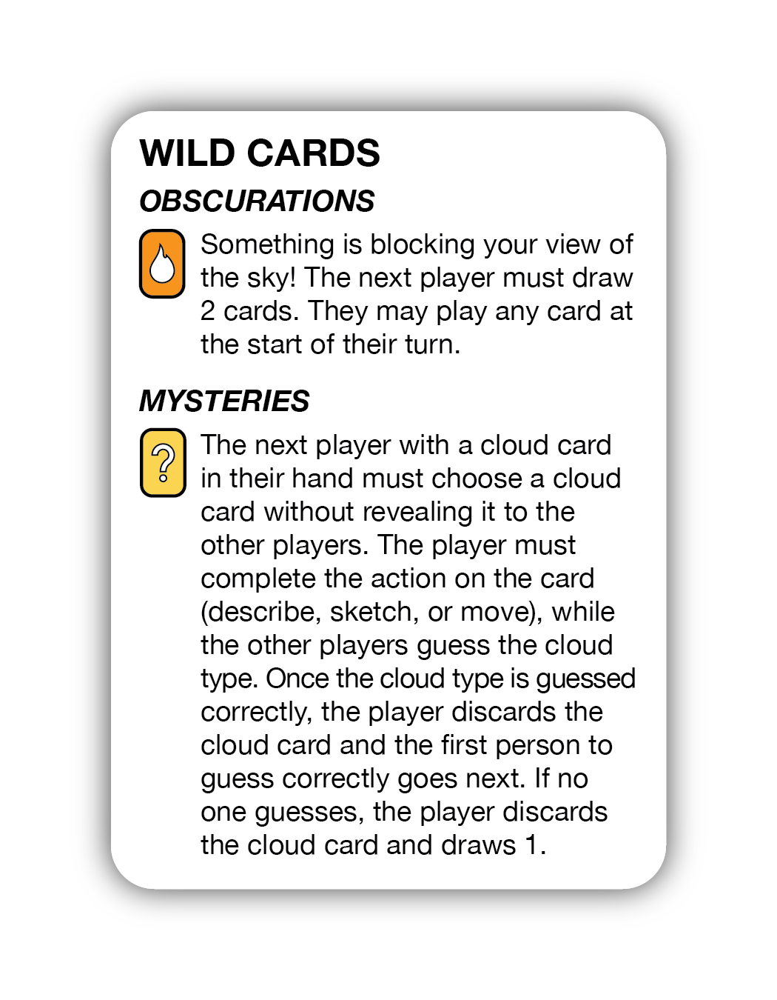 WILD CARDS
OBSCURATIONS
Something is blocking your view of
the sky! The next player must draw
2 cards. They may play any card at
the start of their turn.
MYSTERIES
?
The next player with a cloud card
in their hand must choose a cloud
card without revealing it to the
other players. The player must
complete the action on the card
(describe, sketch, or move), while
the other players guess the cloud
type. Once the cloud type is guessed
correctly, the player discards the
cloud card and the first person to
guess correctly goes next. If no
one guesses, the player discards
the cloud card and draws 1.